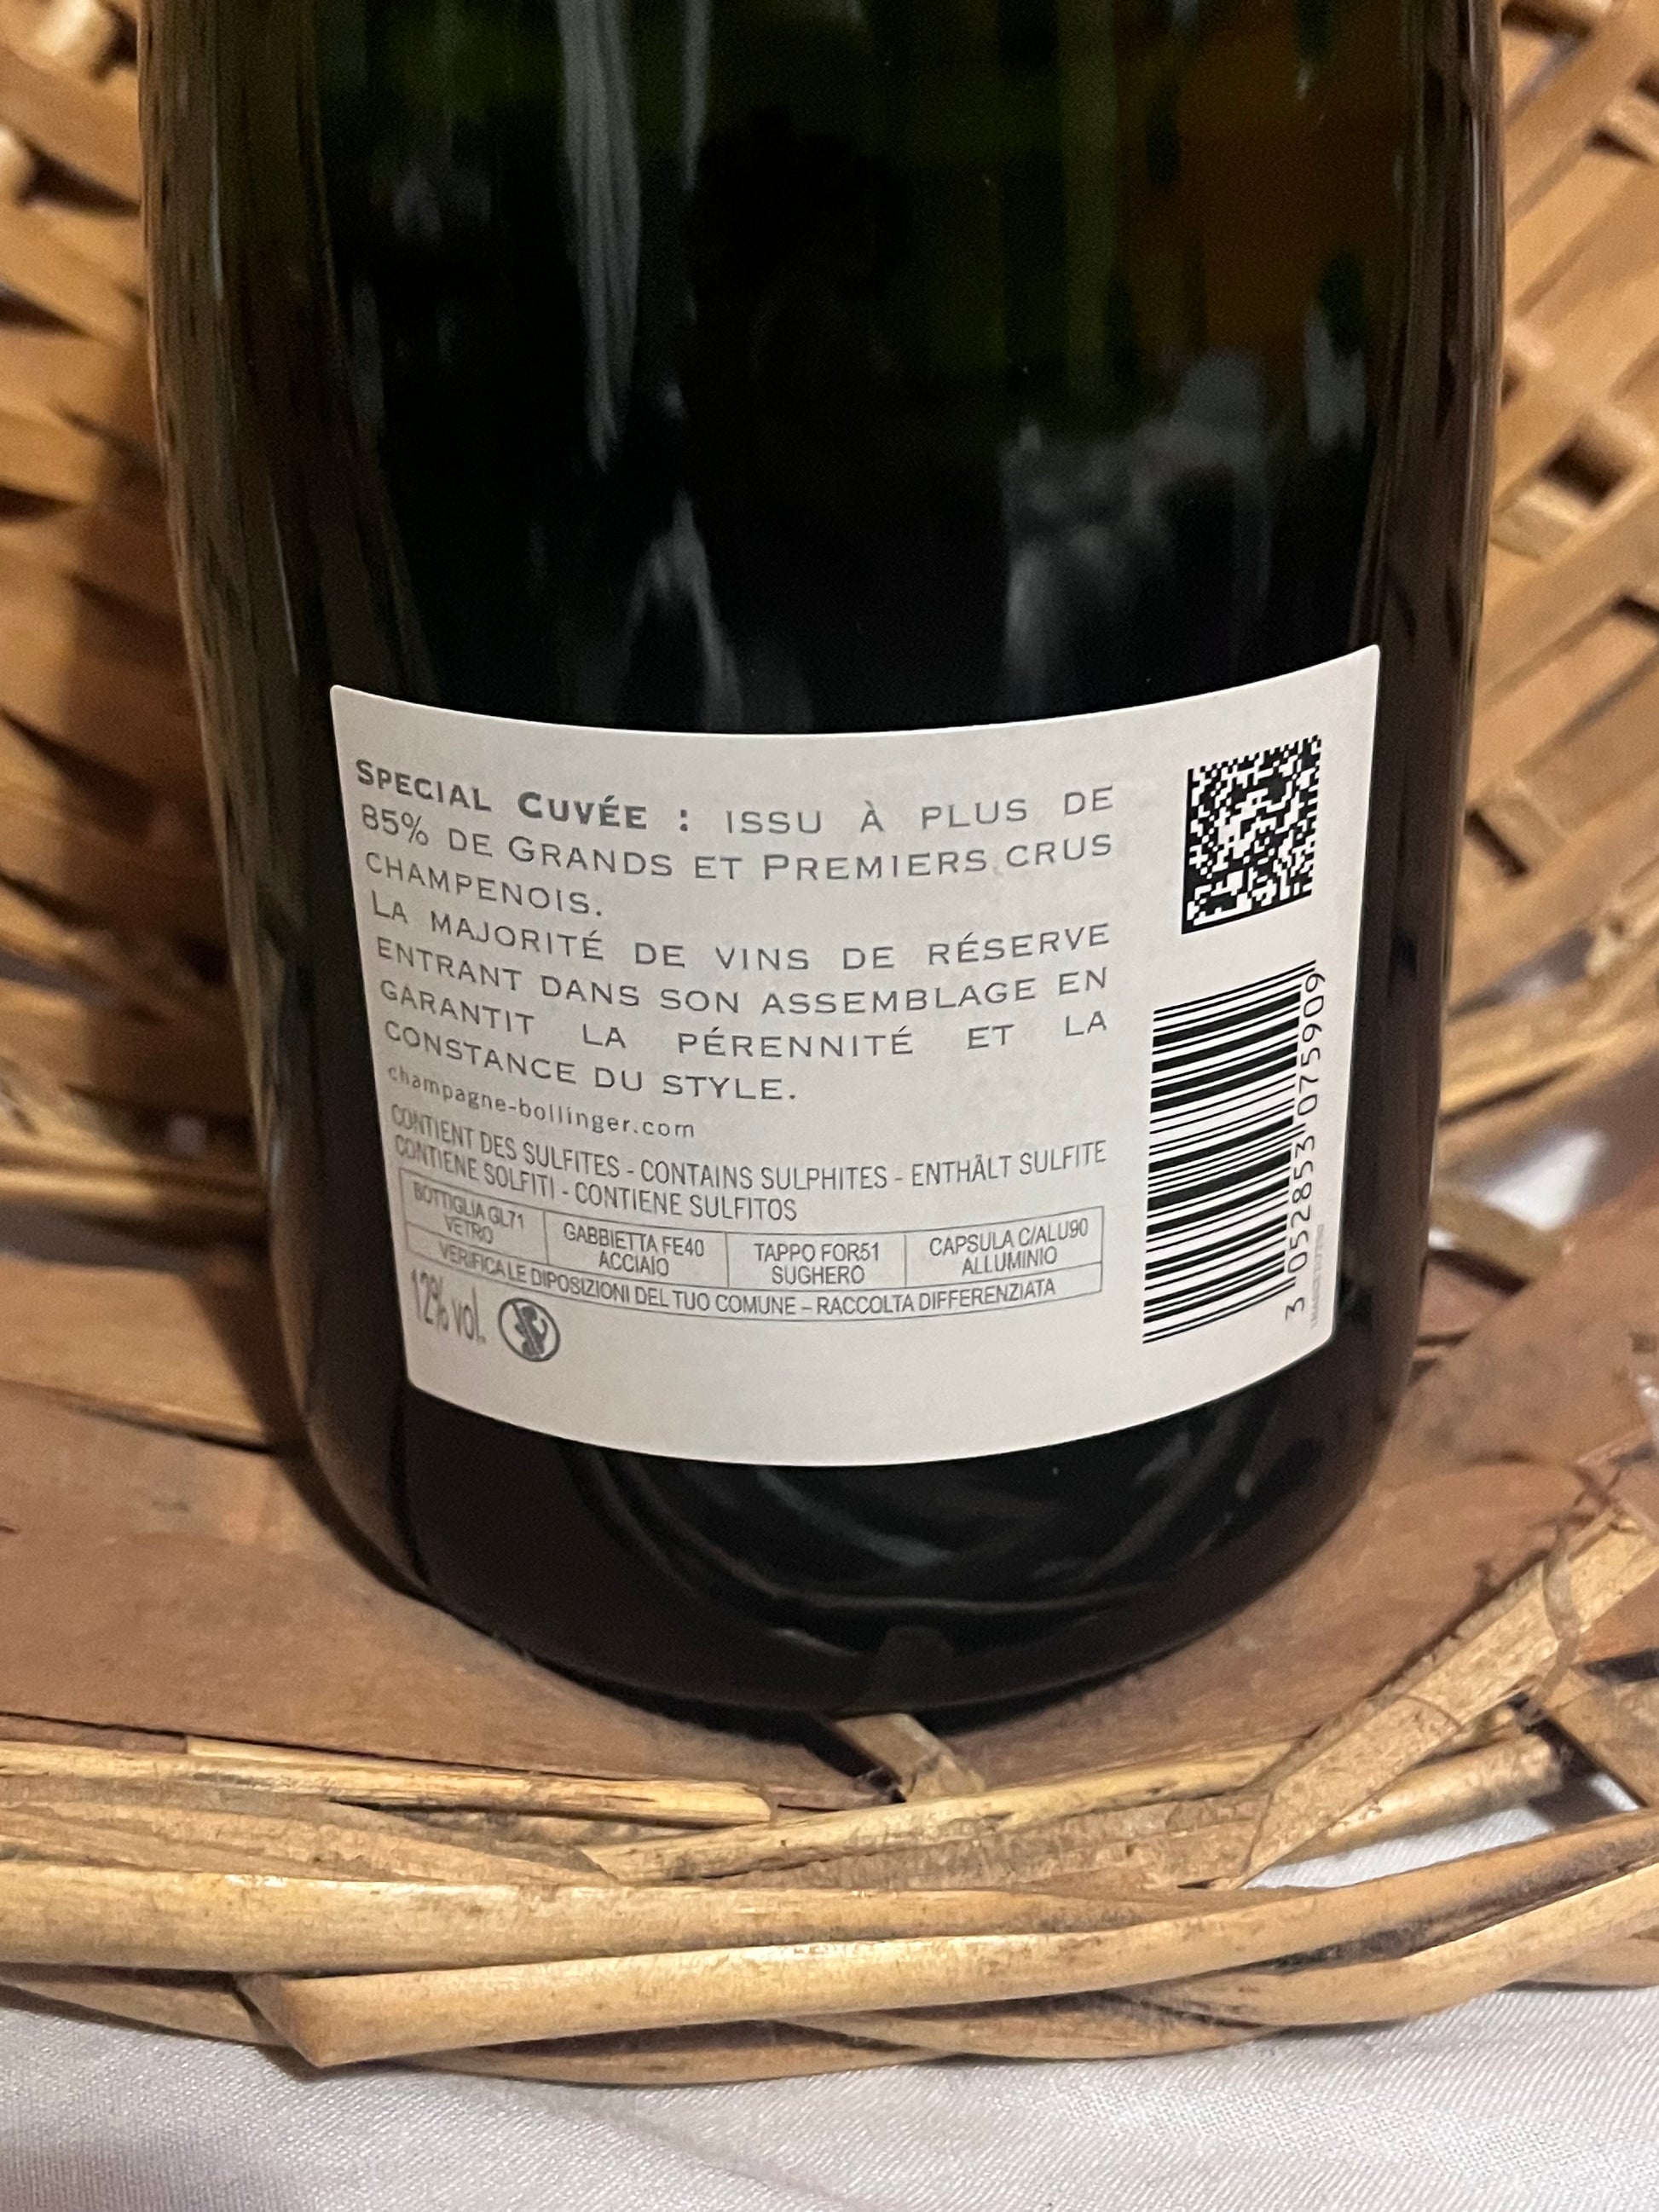 SPECIAL CUVÉE : ISSU À PLUS DE
85% DE GRANDS ET PREMIERS CRUS
CHAMPENOIS.
LA MAJORITÉ DE VINS DE RÉSERVE
ENTRANT DANS SON ASSEMBLAGE EN
GARANTIT LA PÉRENNITÉ ET LA
CONSTANCE DU STYLE.
champagne-bollinger.com
CONTIENT DES SULFITES - CONTAINS SULPHITES - ENTHÄLT SULFITE
CONTIENE SOLFITI - CONTIENE SULFITOS
BOTTIGLIA GL71
VETRO
GABBIETTA FE40
ACCIAIO
TAPPO FOR51
SUGHERO
CAPSULA C/ALU90
ALLUMINIO
VERIFICA LE DIPOSIZIONI DEL TUO COMUNE – RACCOLTA DIFFERENZIATA
12% vol.
3 052853 075909